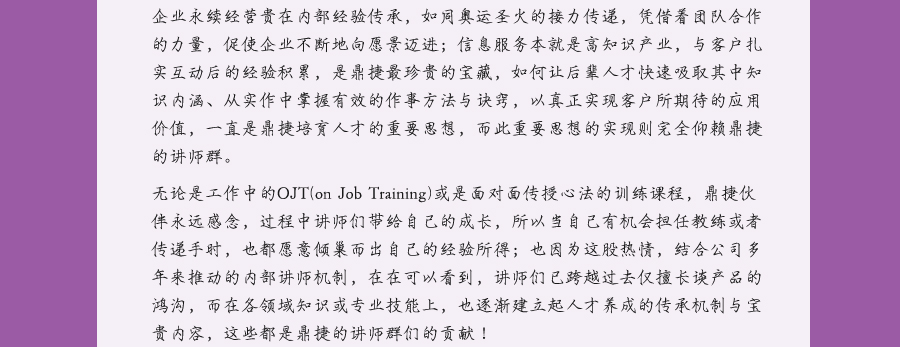 企业永续经营贵在内部经验传承，如同奥运圣火的接力传递，凭借着团队合作
的力量，促使企业不断地向愿景迈进；信息服务本就是高知识产业，与客户扎
实互动后的经验积累，是鼎捷最珍贵的宝藏，如何让后辈人才快速吸取其中知
识内涵、从实作中掌握有效的作事方法与诀窍，以真正实现客户所期待的应用
价值，一直是鼎捷培育人才的重要思想，而此重要思想的实现则完全仰赖鼎捷
的讲师群。
无论是工作中的OJT(on Job Training)或是面对面传授心法的训练课程，鼎捷伙
伴永远感念，过程中讲师们带给自己的成长，所以当自己有机会担任教练或者
传递手时，也都愿意倾巢而出自己的经验所得；也因为这股热情，结合公司多
年来推动的内部讲师机制，在在可以看到，讲师们已跨越过去仅擅长谈产品的
鸿沟，而在各领域知识或专业技能上，也逐渐建立起人才养成的传承机制与宝
贵内容，这些都是鼎捷的讲师群们的贡献！